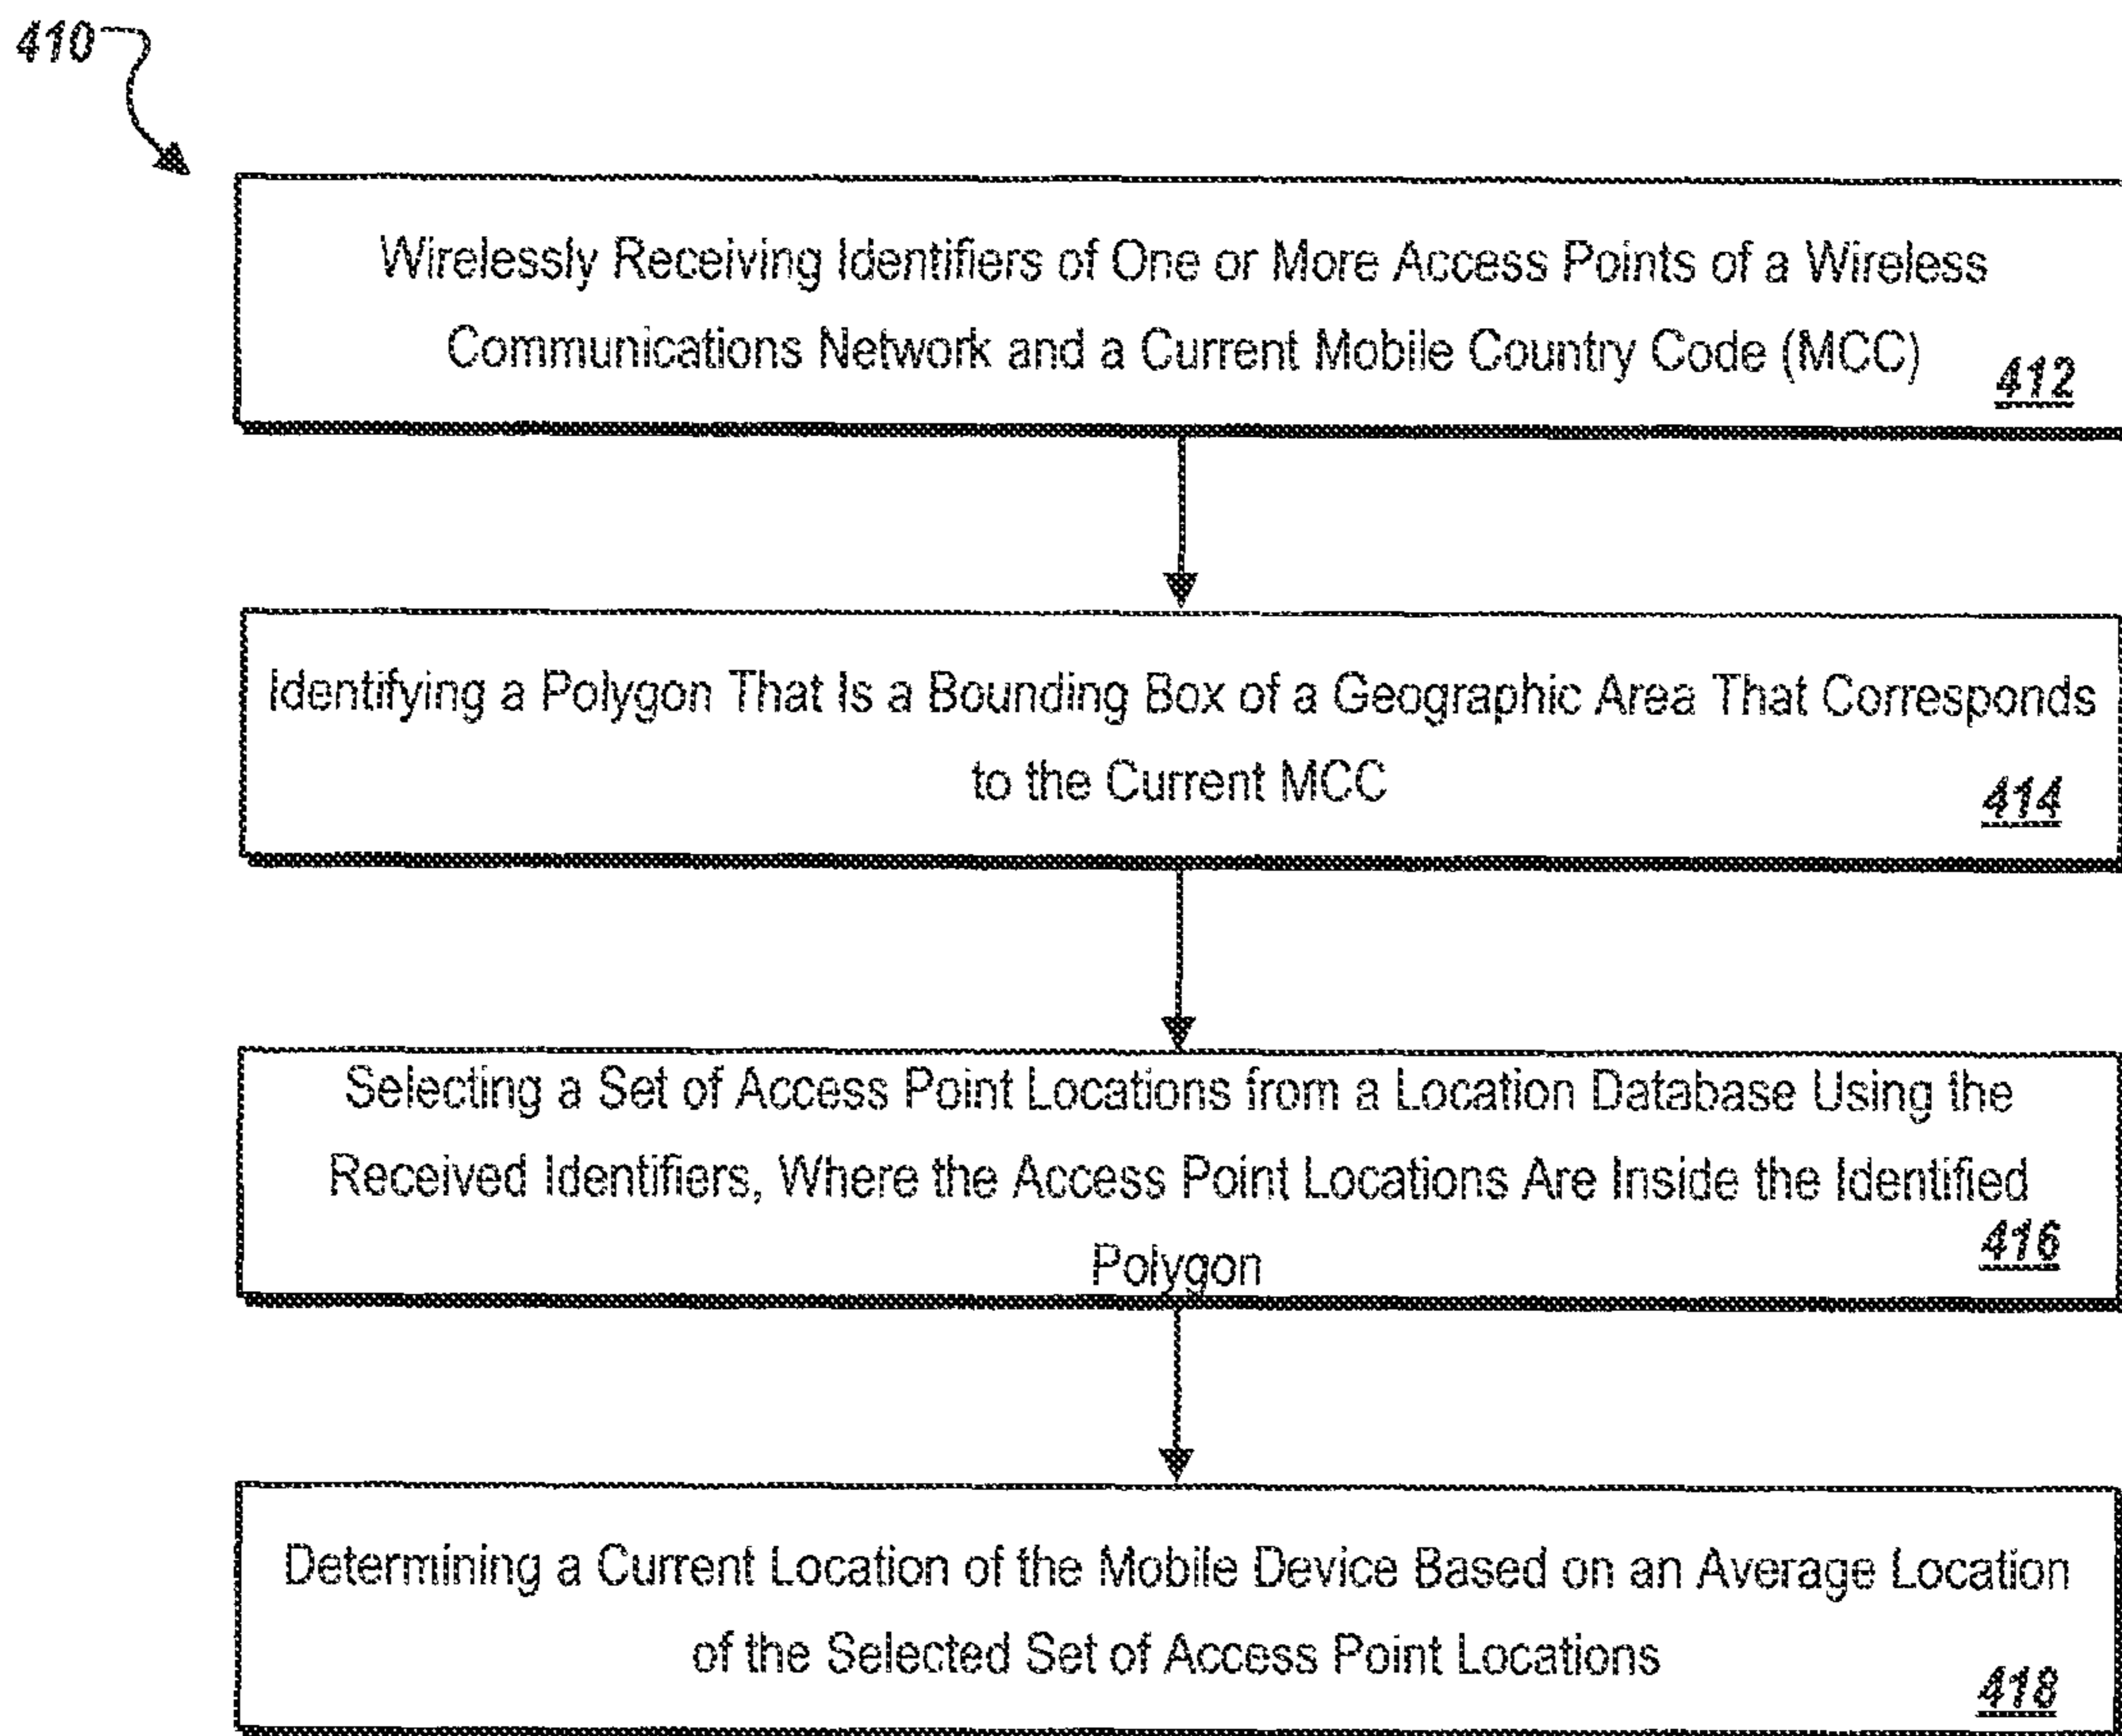 410
Wirelessly Receiving Identifiers of One or More Access Points of a Wireless
Communications Network and a Current Mobile Country Code (MCC)
412
Identifying a Polygon That Is a Bounding Box of a Geographic Area That Corresponds
to the Current MCC
414
Selecting a Set of Access Point Locations from a Location Database Using the
Received Identifiers, Where the Access Point Locations Are Inside the Identified
Polygon
416
Determining a Current Location of the Mobile Device Based on an Average Location
of the Selected Set of Access Point Locations
418